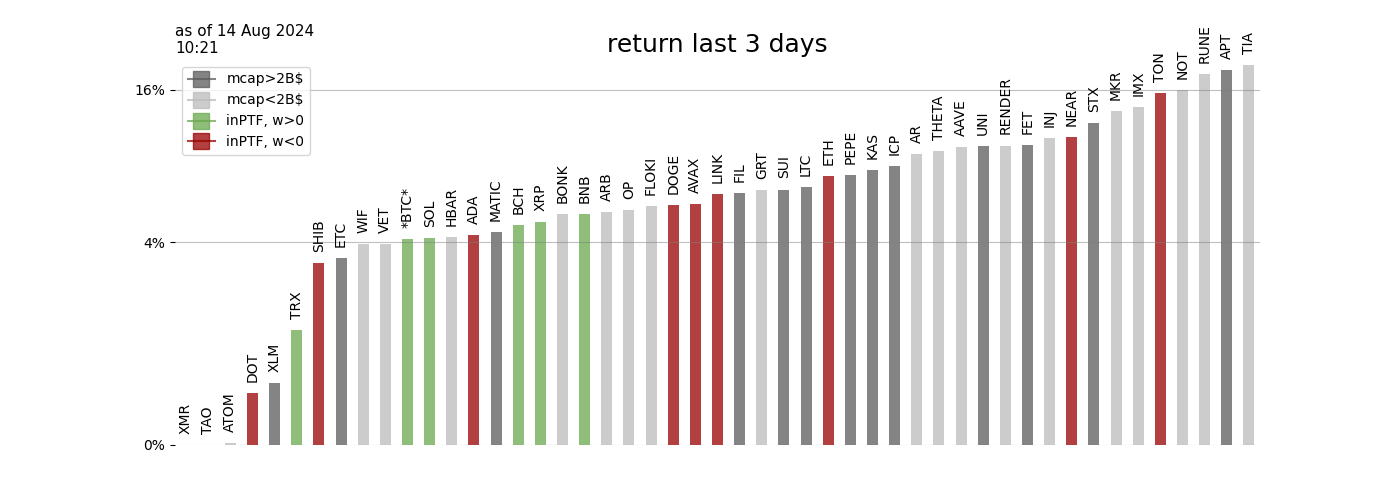 as of 14 Aug 2024
10:21
return last 3 days
mcap>2B$
mcap<2B$
inPTF, w>0
inPTF, w<0
16%
4%
0%
XMR
TAO
ATOM
DOT
XLM
TRX
SHIB
ETC
WIF
VET
*BTC*
SOL
HBAR
ADA
MATIC
BCH
XRP
BONK
BNB
ARB
OP
FLOKI
DOGE
AVAX
LINK
FIL
GRT
SUI
LTC
ETH
PEPE
KAS
ICP
AR
THETA
AAVE
UNI
RENDER
FET
INJ
NEAR
STX
MKR
IMX
TON
NOT
RUNE
APT
TIA